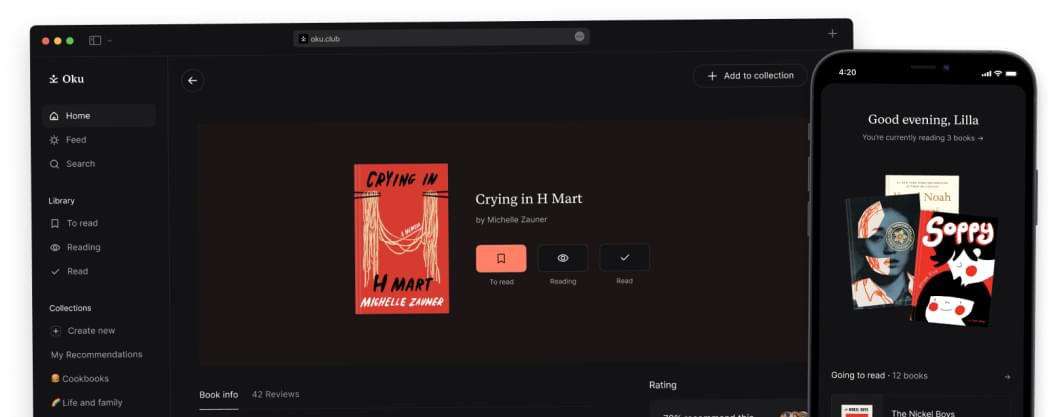 oku.club
Oku
Home
Feed
Search
Library
To read
Reading
Read
Collections
Create new
My Recommendations
Cookbooks
Life and family
Add to collection
CRYING IN
A MEMOIR
H MART
MICHELLE ZAUNER
Crying in H Mart
by Michelle Zauner
To read
Reading
Read
Book info
42 Reviews
Rating
70% recommend this
4:20
Good evening, Lilla
You're currently reading 3 books →
Noah
Soppy
Going to read · 12 books →
The Nickel Boys